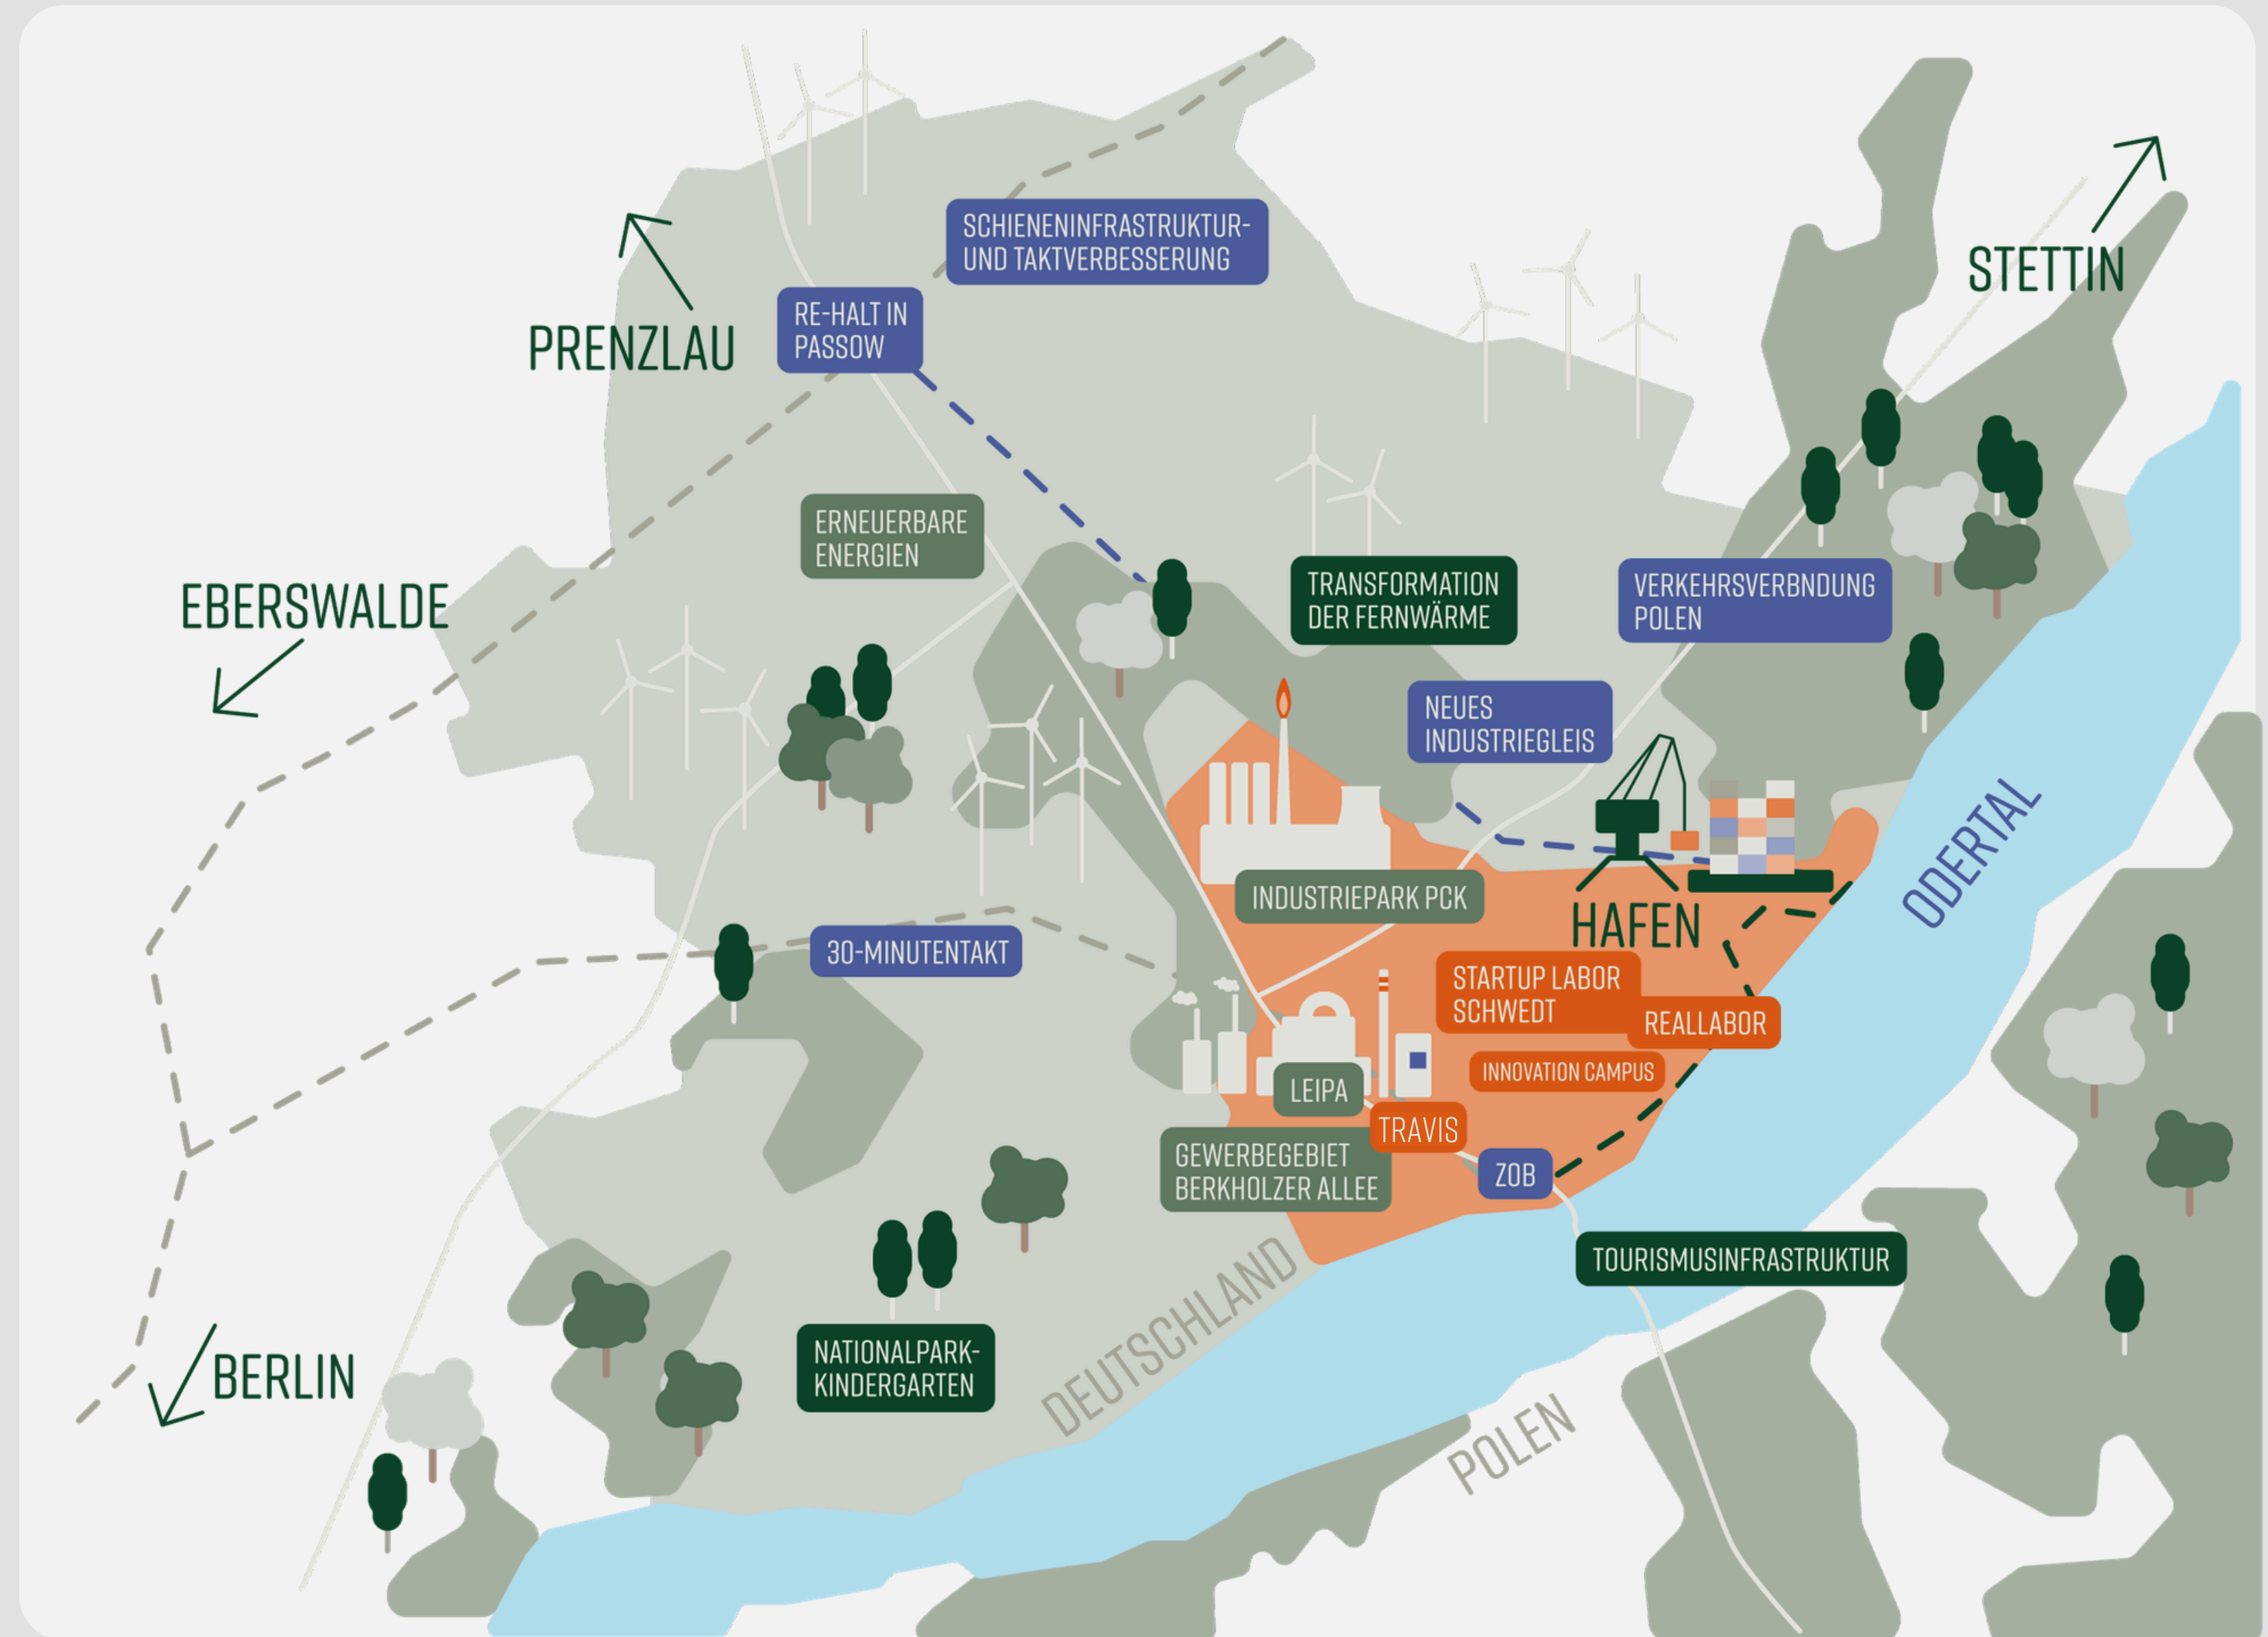 SCHIENENINFRASTRUKTUR-
UND TAKTVERBESSERUNG
STETTIN
RE-HALT IN
PASSOW
PRENZLAU
ERNEUERBARE
ENERGIEN
TRANSFORMATION
DER FERNWÄRME
VERKEHRSVERBNDUNG
POLEN
EBERSWALDE
NEUES
INDUSTRIEGLEIS
ODERTAL
INDUSTRIEPARK PCK
HAFEN
30-MINUTENTAKT
STARTUP LABOR
SCHWEDT
REALLABOR
INNOVATION CAMPUS
LEIPA
TRAVIS
GEWERBEGEBIET
BERKHOLZER ALLEE
ZOB
TOURISMUSINFRASTRUKTUR
DEUTSCHLAND
NATIONALPARK-
KINDERGARTEN
BERLIN
POLEN